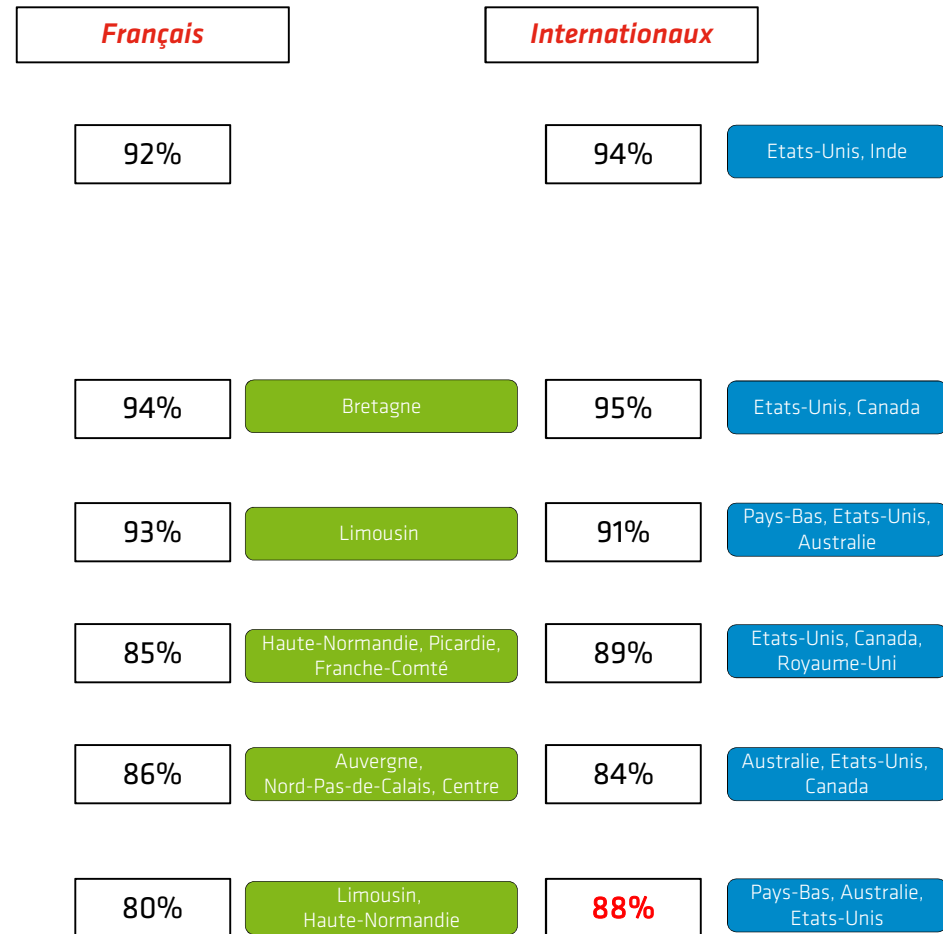 Français
Internationaux
92%
94%
Etats-Unis, Inde
94%
Bretagne
95%
Etats-Unis, Canada
93%
Limousin
91%
Pays-Bas, Etats-Unis,
Australie
85%
Haute-Normandie, Picardie,
Franche-Comté
89%
Etats-Unis, Canada,
Royaume-Uni
86%
Auvergne,
Nord-Pas-de-Calais, Centre
84%
Australie, Etats-Unis,
Canada
80%
Limousin,
Haute-Normandie
88%
Pays-Bas, Australie,
Etats-Unis